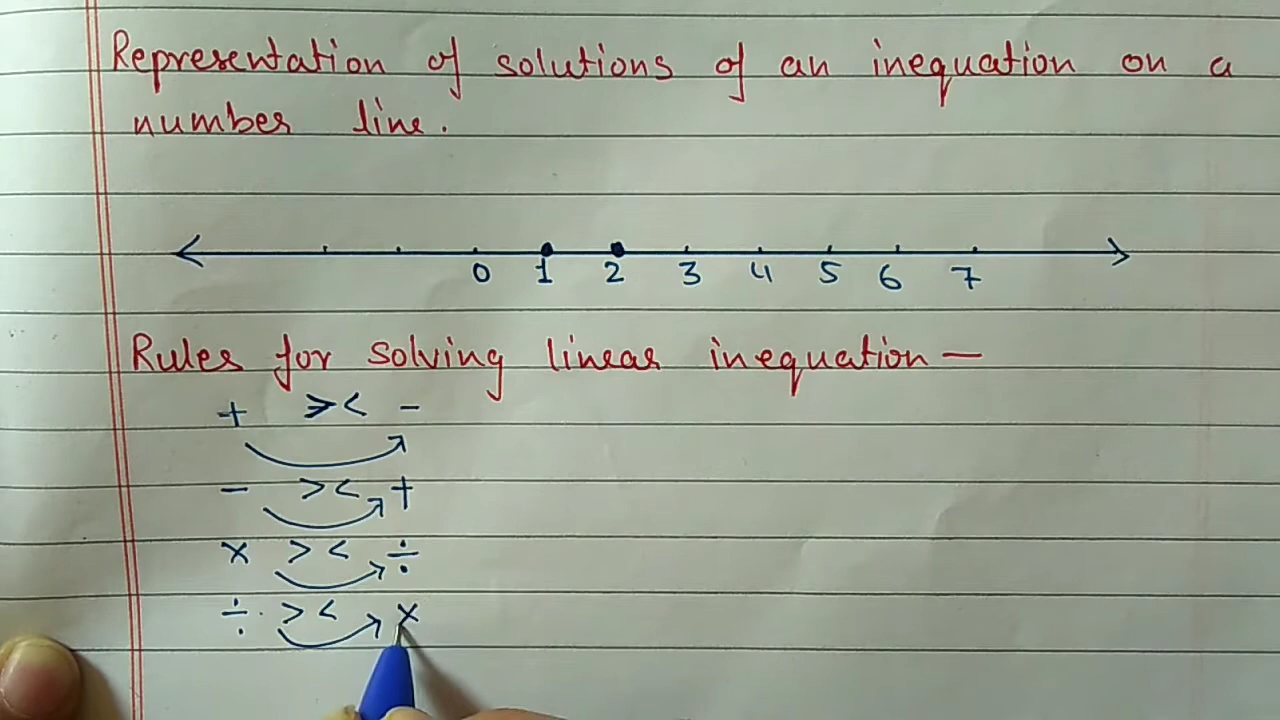 Representation of solutions of an inequation on a
number line.
0 1 2 3 4 5 6 7
Rules for solving linear inequation —
+ > < -
- > < +
× > < ÷
÷ > < ×